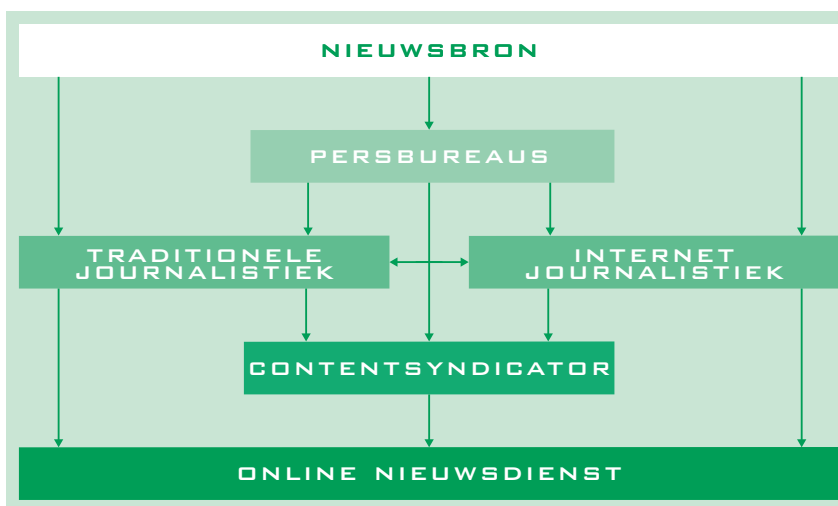 NIEUWSBRON
PERSBUREAUS
TRADITIONELE
JOURNALISTIEK
INTERNET
JOURNALISTIEK
CONTENTSYNDICATOR
ONLINE NIEUWSDIENST